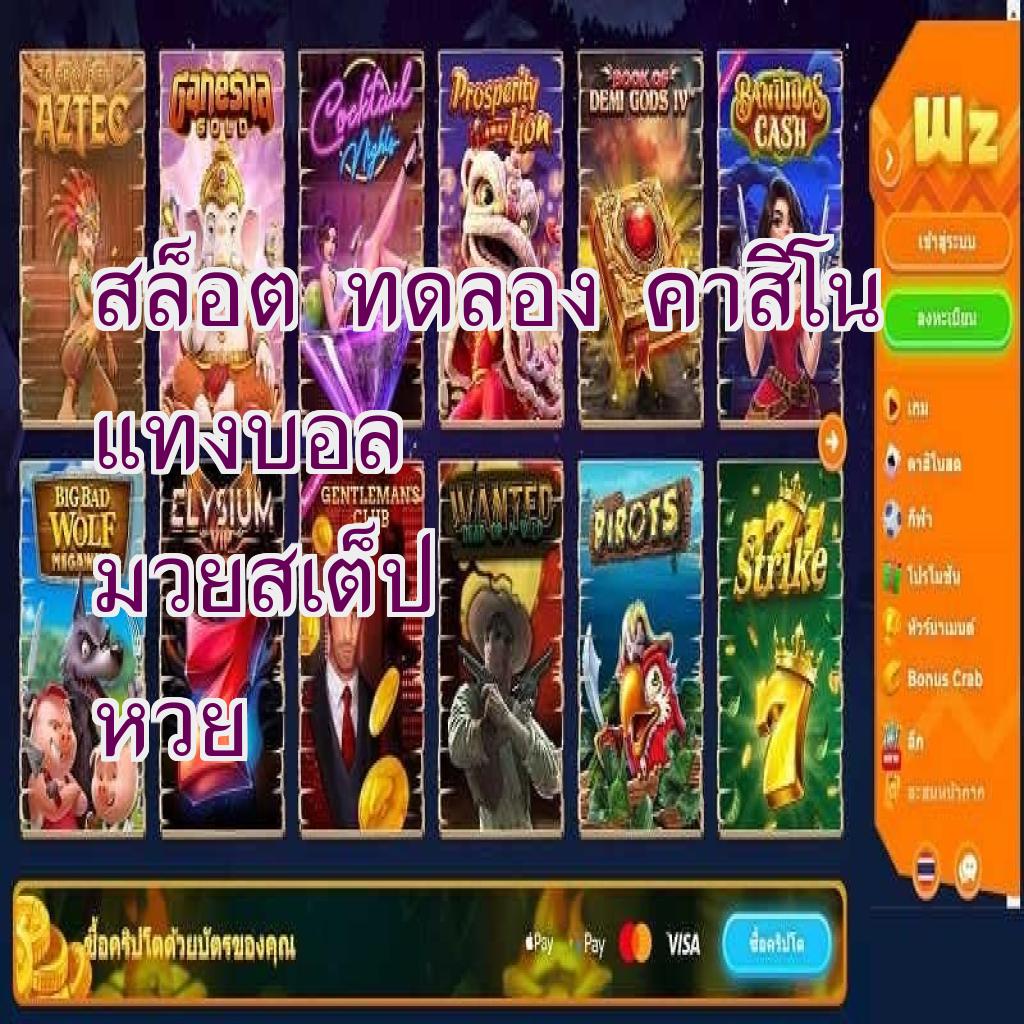 AZTEC
Ganesha
GOLD
Cocktail
Nights
Prosperity
Lion
BOOK OF
DEMI GODS IV
BANDIDOS
CASH
Wz
เข้าสู่ระบบ
ลงทะเบียน
สล็อต ทดลอง คาสิโน
แทงบอล
มวยสเต็ป
หวย
เกม
คาสิโนสด
กีฬา
โปรโมชั่น
ทัวร์นาเมนต์
Bonus Crab
ลีก
สะสมหน้ากาก
BIG BAD
WOLF
MEGAWAYS
ELYSIUM
VIP
GENTLEMAN'S
CLUB
WANTED
DEAD OR A WILD
PIROTS
777
Strike
7
ซื้อคริปโตด้วยบัตรของคุณ
Pay
Pay
VISA
ซื้อคริปโต